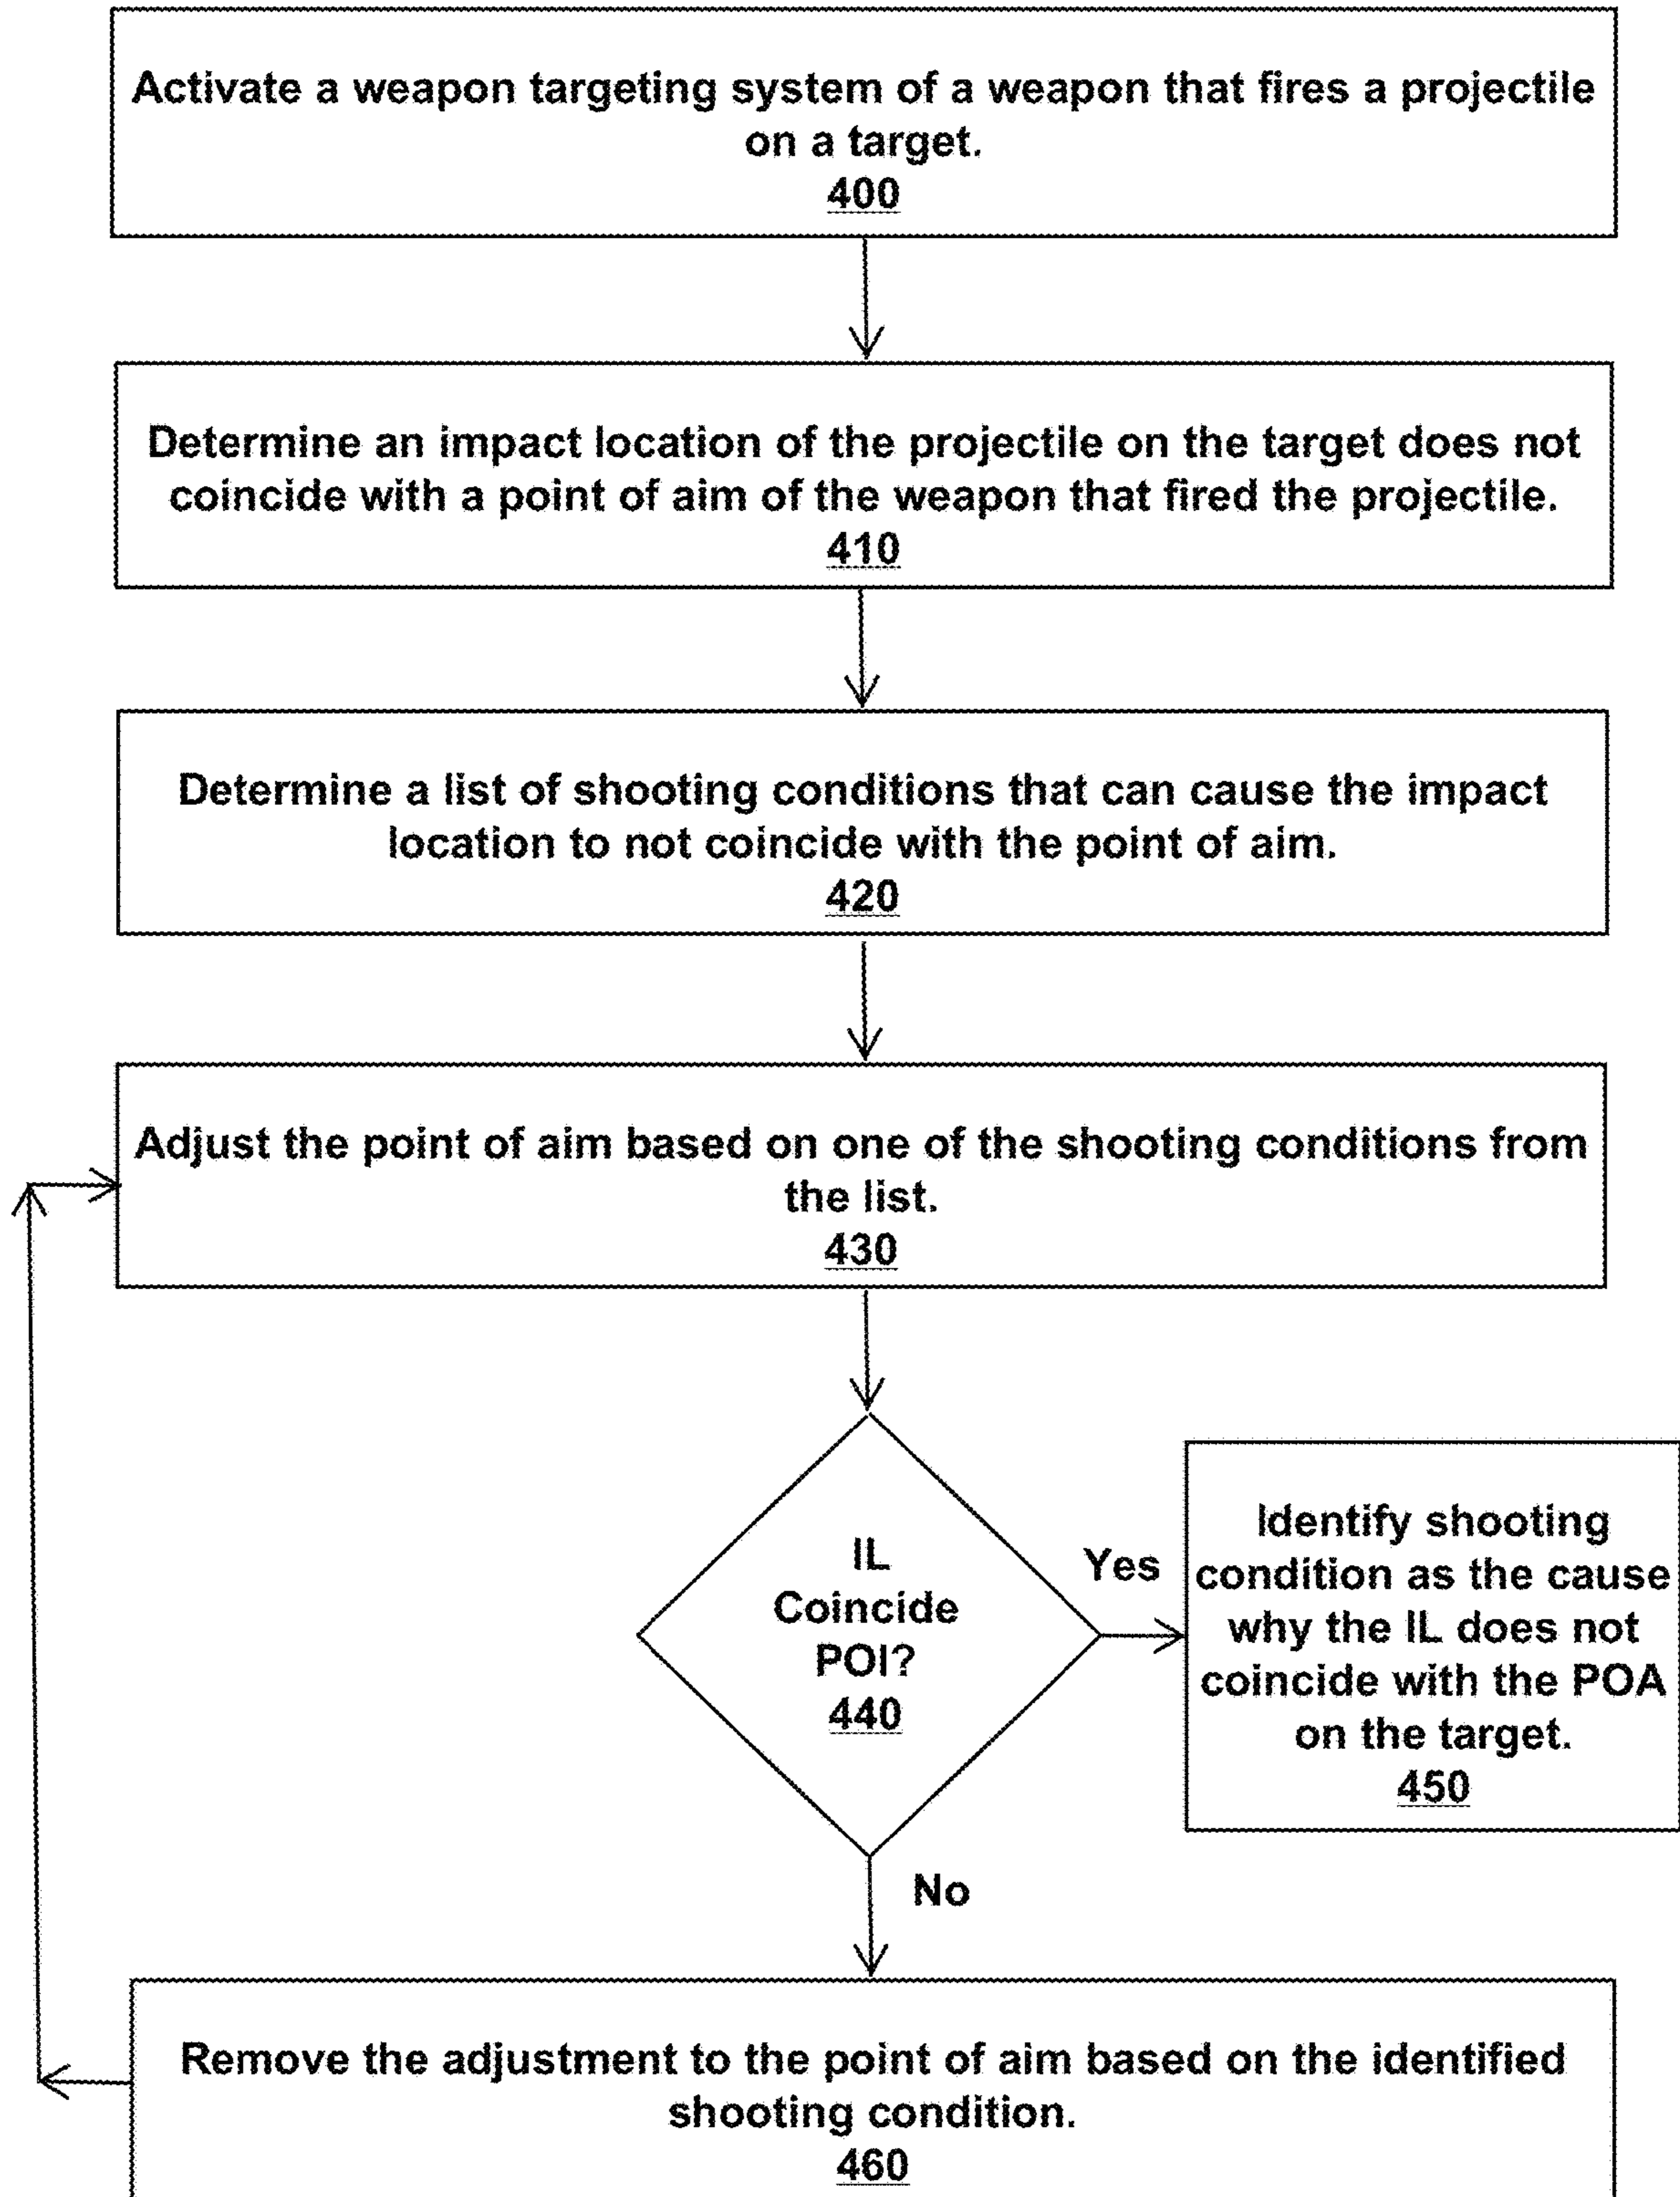 Activate a weapon targeting system of a weapon that fires a projectile
on a target.
400
Determine an impact location of the projectile on the target does not
coincide with a point of aim of the weapon that fired the projectile.
410
Determine a list of shooting conditions that can cause the impact
location to not coincide with the point of aim.
420
Adjust the point of aim based on one of the shooting conditions from
the list.
430
IL
Coincide
POI?
440
Yes
Identify shooting
condition as the cause
why the IL does not
coincide with the POA
on the target.
450
No
Remove the adjustment to the point of aim based on the identified
shooting condition.
460